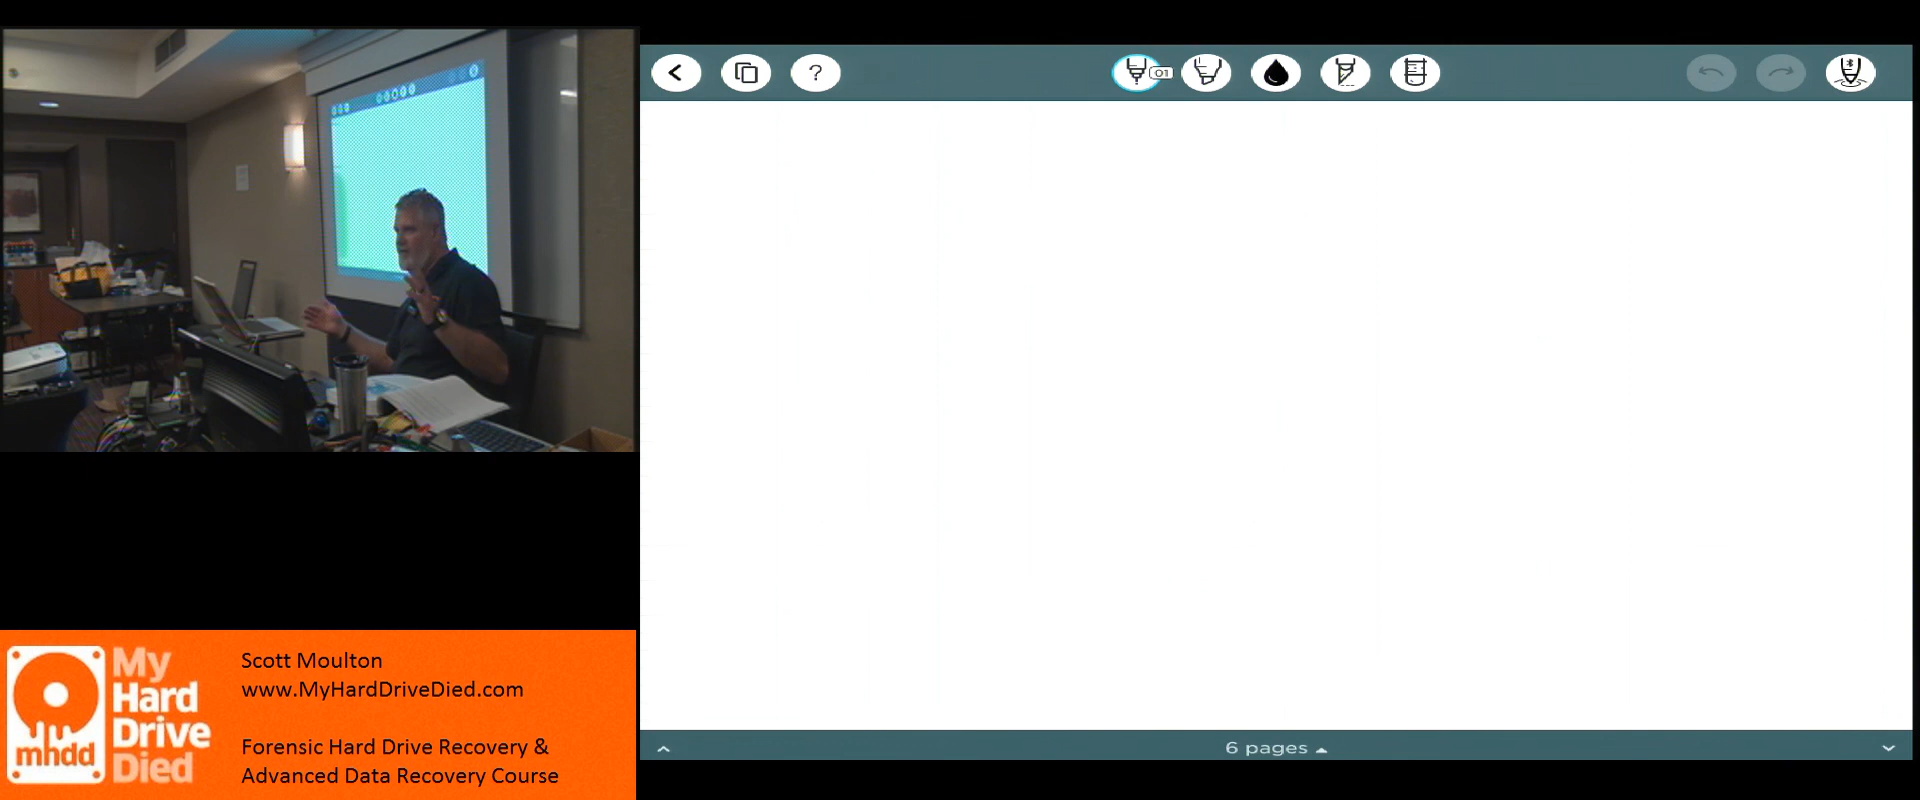 ?
01
My
Hard
Drive
Died
mhdd
Scott Moulton
www.MyHardDriveDied.com
Forensic Hard Drive Recovery &
Advanced Data Recovery Course
6 pages